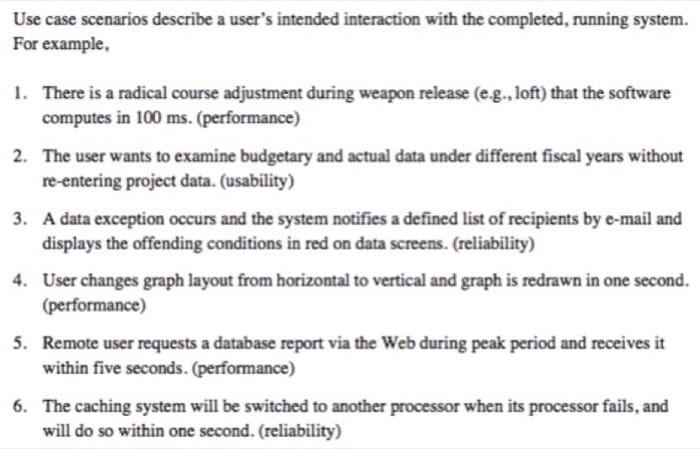 Use case scenarios describe a user's intended interaction with the completed, running system.
For example,
1. There is a radical course adjustment during weapon release (e.g., loft) that the software
computes in 100 ms. (performance)
2. The user wants to examine budgetary and actual data under different fiscal years without
re-entering project data. (usability)
3. A data exception occurs and the system notifies a defined list of recipients by e-mail and
displays the offending conditions in red on data screens. (reliability)
4. User changes graph layout from horizontal to vertical and graph is redrawn in one second.
(performance)
5. Remote user requests a database report via the Web during peak period and receives it
within five seconds. (performance)
6. The caching system will be switched to another processor when its processor fails, and
will do so within one second. (reliability)